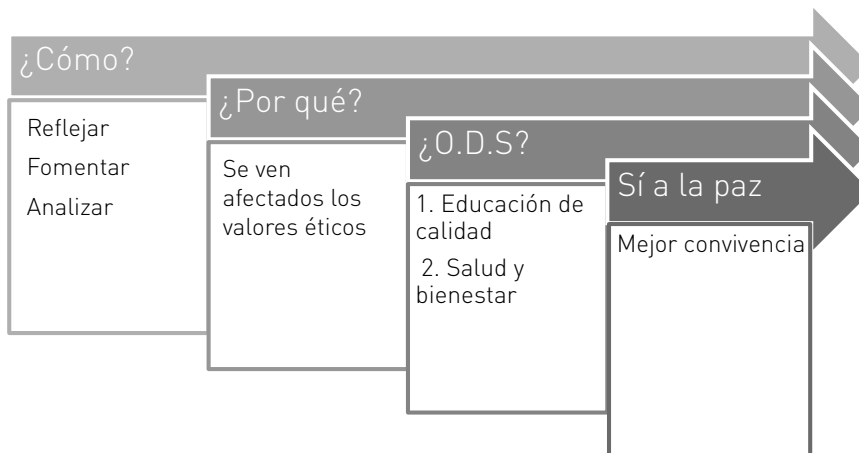 ¿Cómo?
Reflejar
Fomentar
Analizar
¿Por qué?
Se ven
afectados los
valores éticos
¿O.D.S?
1. Educación de
calidad
2. Salud y
bienestar
Sí a la paz
Mejor convivencia